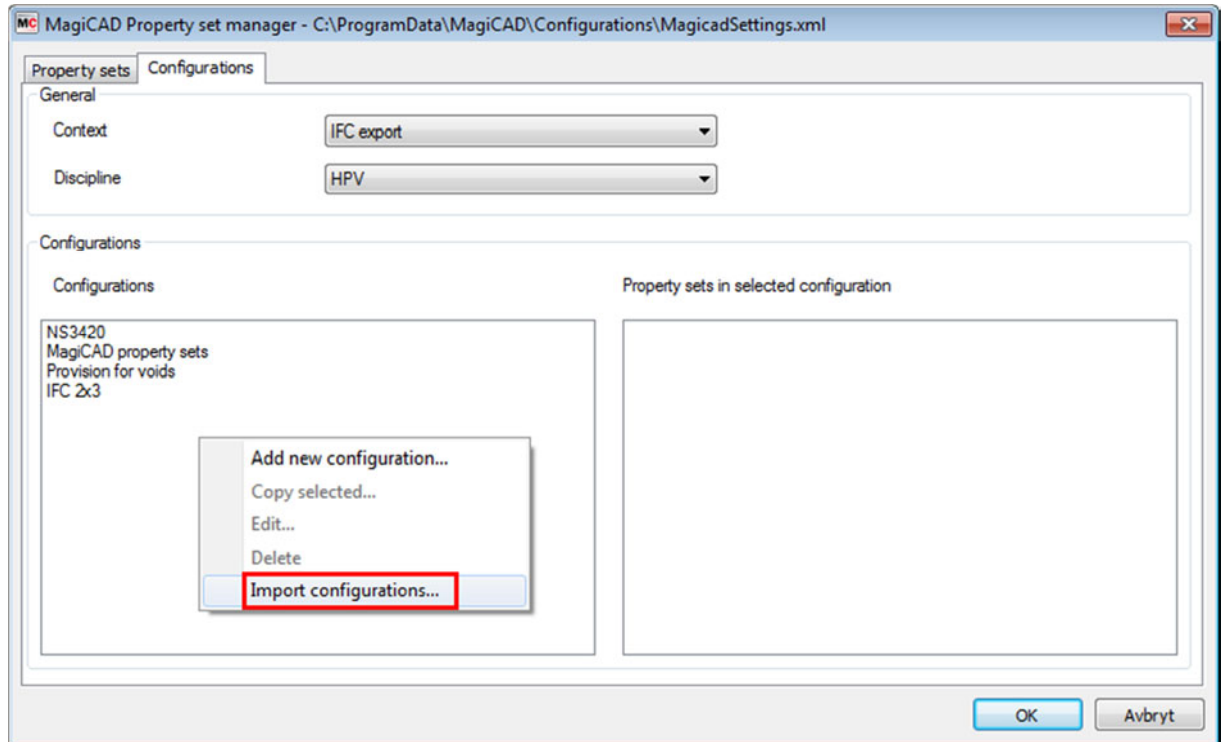 MC MagiCAD Property set manager - C:\ProgramData\MagiCAD\Configurations\MagicadSettings.xml
Property sets Configurations
General
Context IFC export
Discipline HPV
Configurations
Configurations Property sets in selected configuration
NS3420
MagiCAD property sets
Provision for voids
IFC 2x3
Add new configuration...
Copy selected...
Edit...
Delete
Import configurations...
OK Avbryt